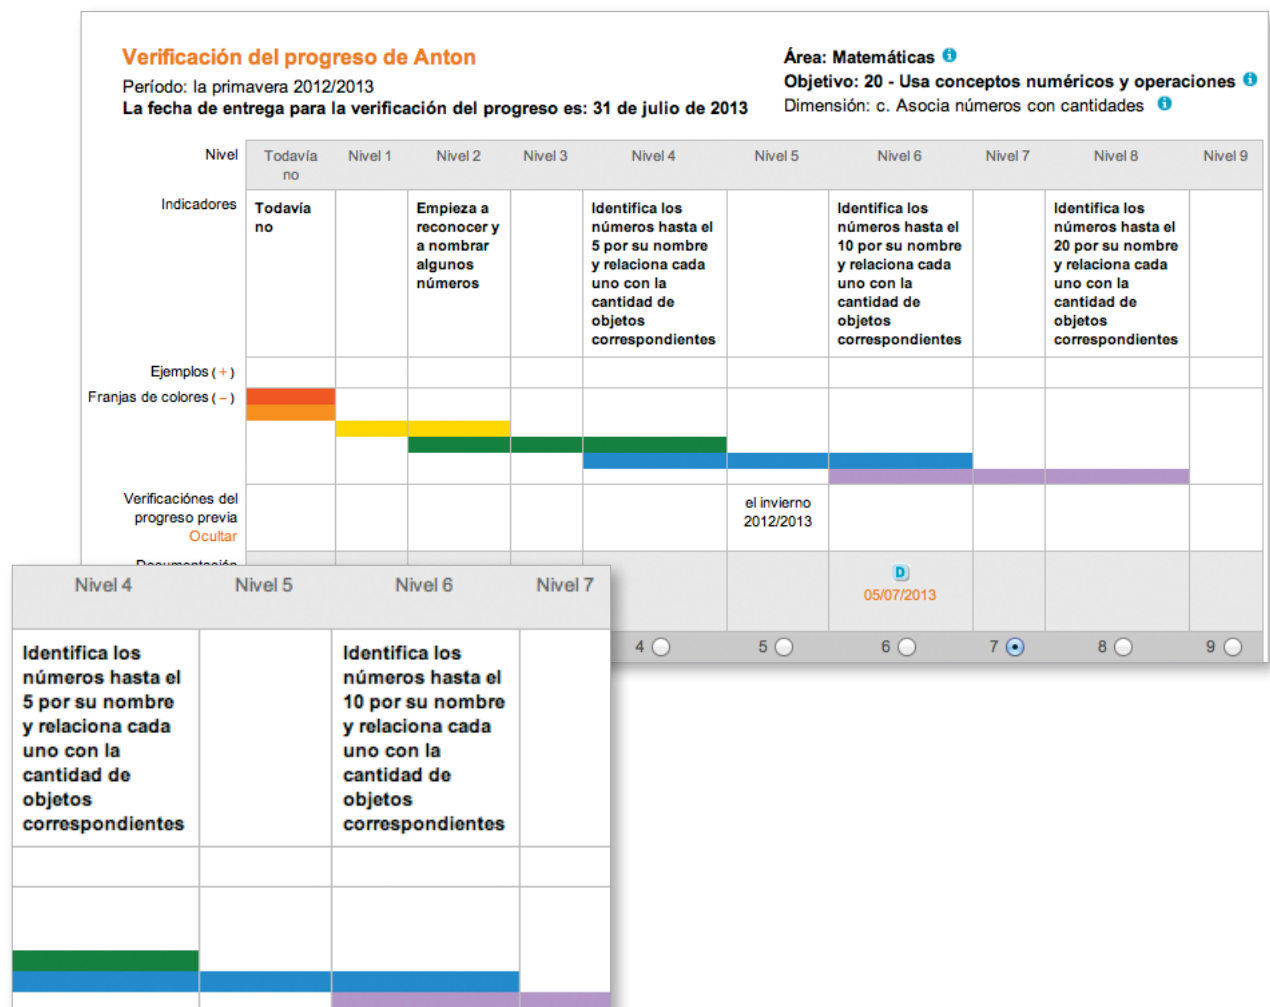 Verificación del progreso de Anton
Período: la primavera 2012/2013
La fecha de entrega para la verificación del progreso es: 31 de julio de 2013
Área: Matemáticas
Objetivo: 20 - Usa conceptos numéricos y operaciones
Dimensión: c. Asocia números con cantidades
Nivel
Todavía
no
Nivel 1
Nivel 2
Nivel 3
Nivel 4
Nivel 5
Nivel 6
Nivel 7
Nivel 8
Nivel 9
Indicadores
Todavía
no
Empieza a
reconocer y
a nombrar
algunos
números
Identifica los
números hasta el
5 por su nombre
y relaciona cada
uno con la
cantidad de
objetos
correspondientes
Identifica los
números hasta el
10 por su nombre
y relaciona cada
uno con la
cantidad de
objetos
correspondientes
Identifica los
números hasta el
20 por su nombre
y relaciona cada
uno con la
cantidad de
objetos
correspondientes
Ejemplos ( + )
Franjas de colores ( – )
Verificaciónes del
progreso previa
Ocultar
el invierno
2012/2013
Documentación
D
05/07/2013
4
5
6
7
8
9
Nivel 4
Nivel 5
Nivel 6
Nivel 7
Identifica los
números hasta el
5 por su nombre
y relaciona cada
uno con la
cantidad de
objetos
correspondientes
Identifica los
números hasta el
10 por su nombre
y relaciona cada
uno con la
cantidad de
objetos
correspondientes